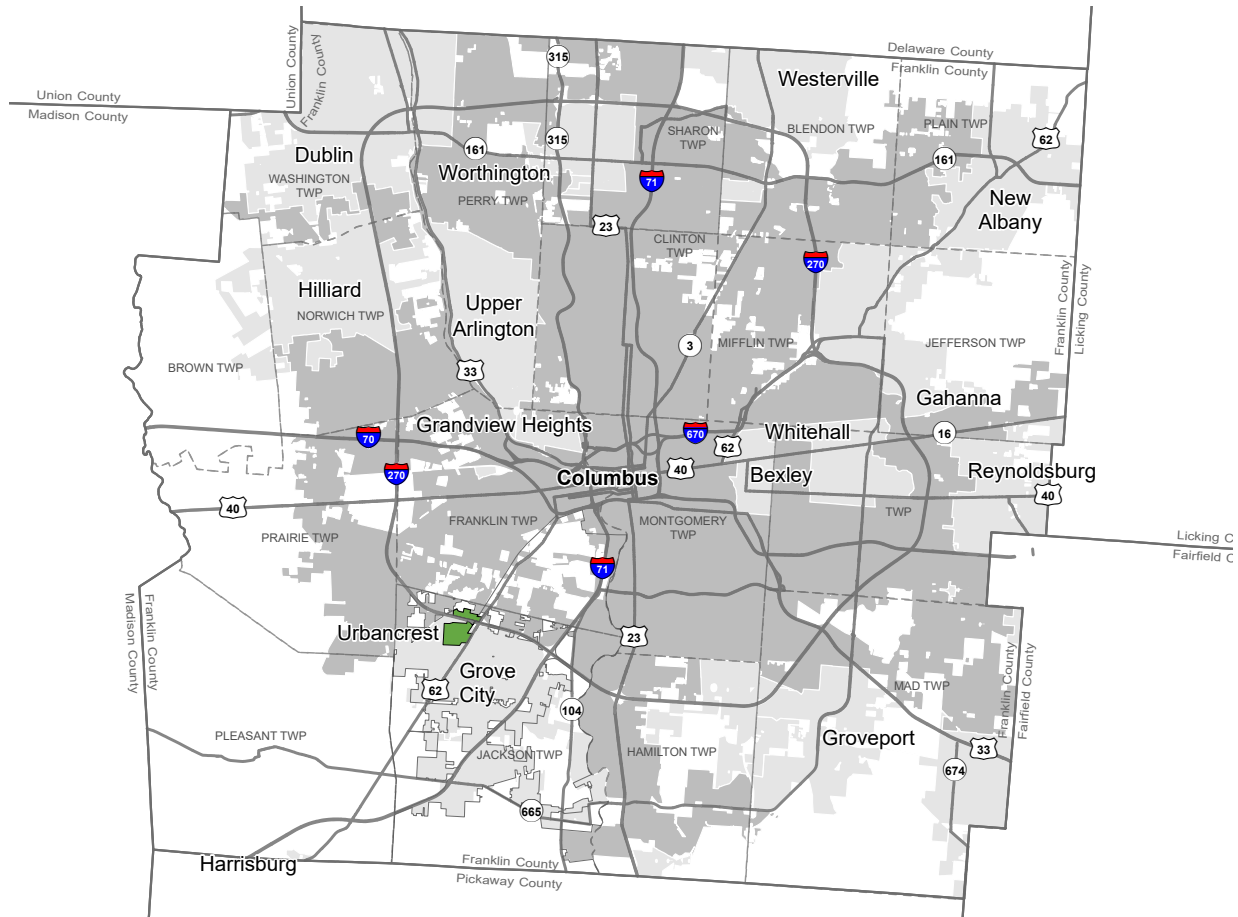 Delaware County
Franklin County
Union County
Franklin County
Union County
Madison County
315
Westerville
62
SHARON
TWP
BLENDON TWP
PLAIN TWP
315
161
161
Dublin
WASHINGTON
TWP
Worthington
PERRY TWP
71
New
Albany
23
CLINTON
TWP
270
Franklin County
Licking County
Hilliard
NORWICH TWP
Upper
Arlington
3
MIFFLIN TWP
JEFFERSON TWP
BROWN TWP
33
Gahanna
Grandview Heights
70
670
62
Whitehall
16
270
Columbus
40
Bexley
Reynoldsburg
40
40
FRANKLIN TWP
MONTGOMERY
TWP
TWP
PRAIRIE TWP
Licking C
Fairfield C
71
Franklin County
Madison County
Urbancrest
23
Franklin County
Fairfield County
Grove
City
62
MAD TWP
104
PLEASANT TWP
JACKSON TWP
HAMILTON TWP
Groveport
33
674
665
Harrisburg
Franklin County
Pickaway County